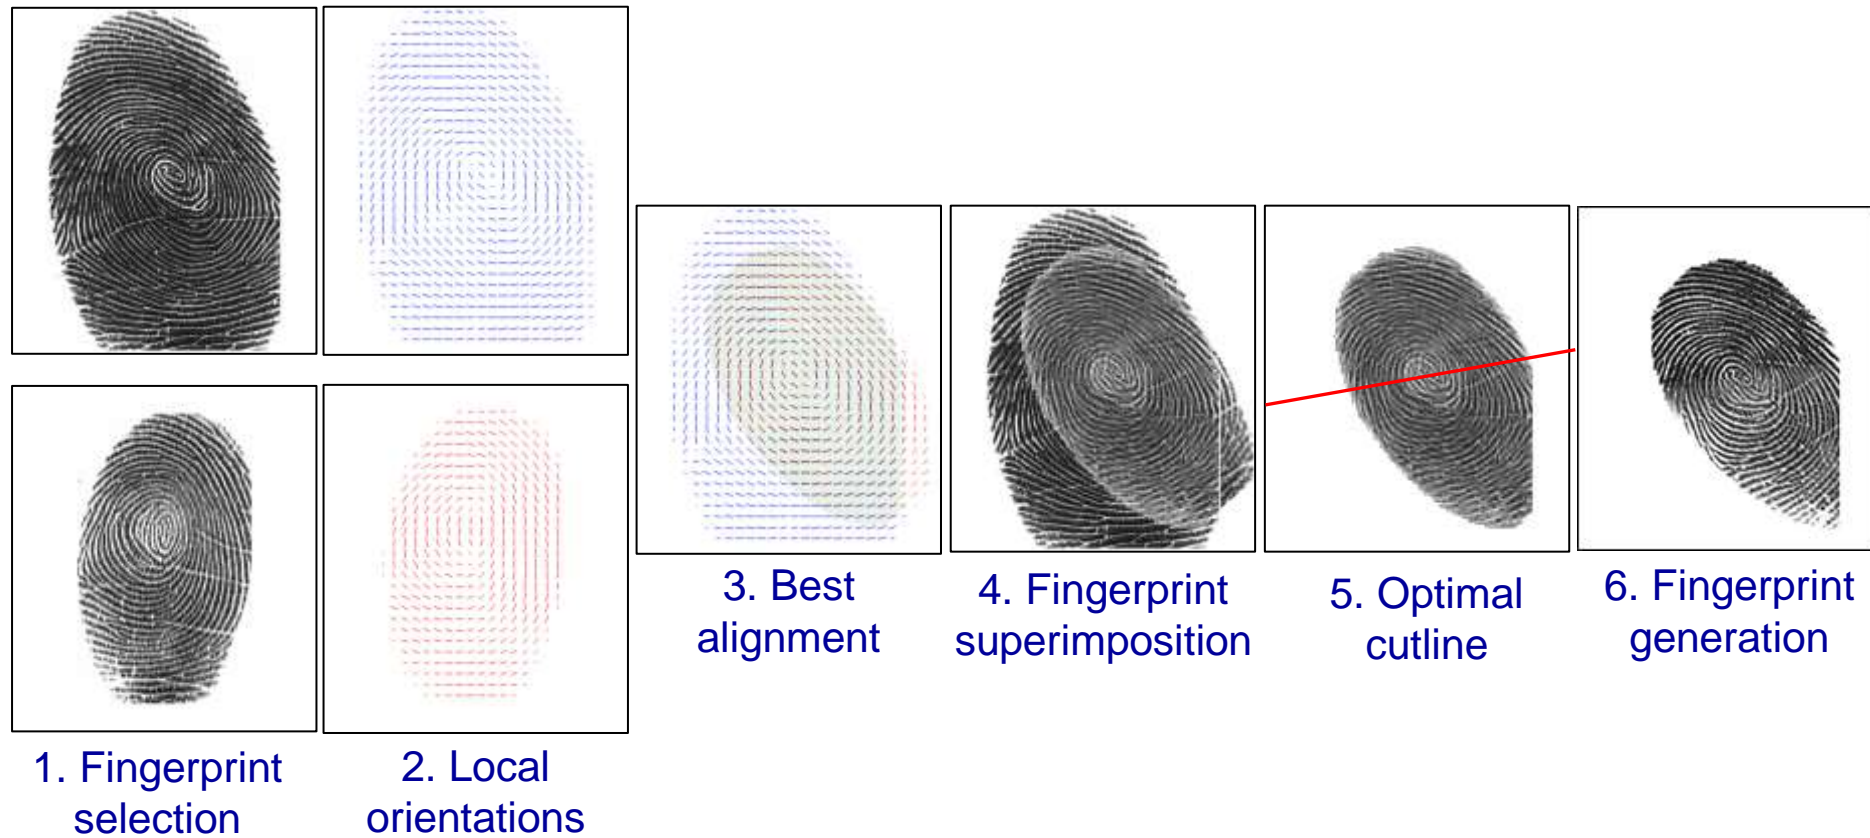 1. Fingerprint
selection
2. Local
orientations
3. Best
alignment
4. Fingerprint
superimposition
5. Optimal
cutline
6. Fingerprint
generation